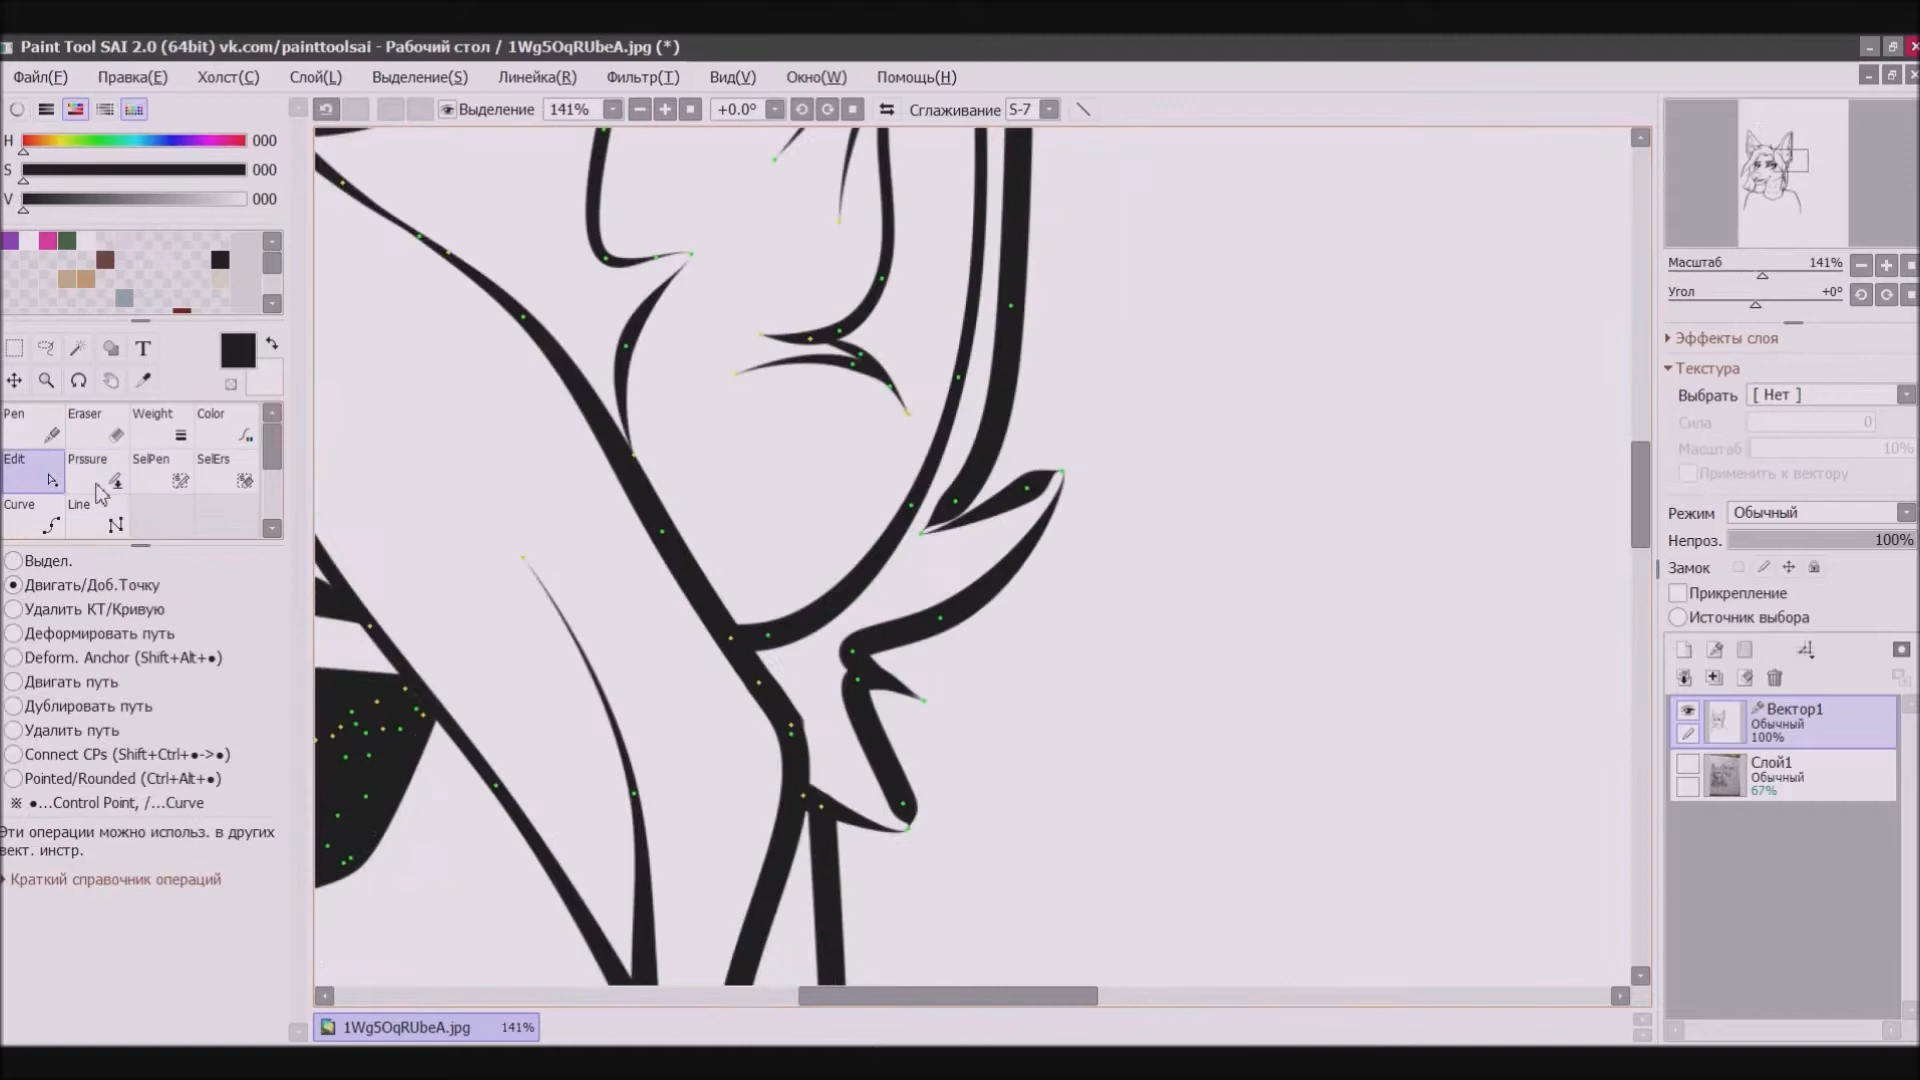 Paint Tool SAI 2.0 (64bit) vk.com/painttoolsai - Рабочий стол / 1Wg5OqRUbeA.jpg (*)
Файл(F) Правка(E) Холст(C) Слой(L) Выделение(S) Линейка(R) Фильтр(T) Вид(V) Окно(W) Помощь(H)
Выделение 141% +0.0° Сглаживание S-7
H 000
S 000
V 000
T
Pen Eraser Weight Color
Edit Prssure SelPen SelErs
Curve Line
Выдел.
Двигать/Доб.Точку
Удалить КТ/Кривую
Деформировать путь
Deform. Anchor (Shift+Alt+●)
Двигать путь
Дублировать путь
Удалить путь
Connect CPs (Shift+Ctrl+●->●)
Pointed/Rounded (Ctrl+Alt+●)
※ ●...Control Point, /...Curve
Эти операции можно использ. в других
вект. инстр.
Краткий справочник операций
1Wg5OqRUbeA.jpg 141%
Масштаб 141%
Угол +0°
Эффекты слоя
Текстура
Выбрать [ Нет ]
Сила 0
Масштаб 10%
Применить к вектору
Режим Обычный
Непроз. 100%
Замок
Прикрепление
Источник выбора
Вектор1
Обычный
100%
Слой1
Обычный
67%